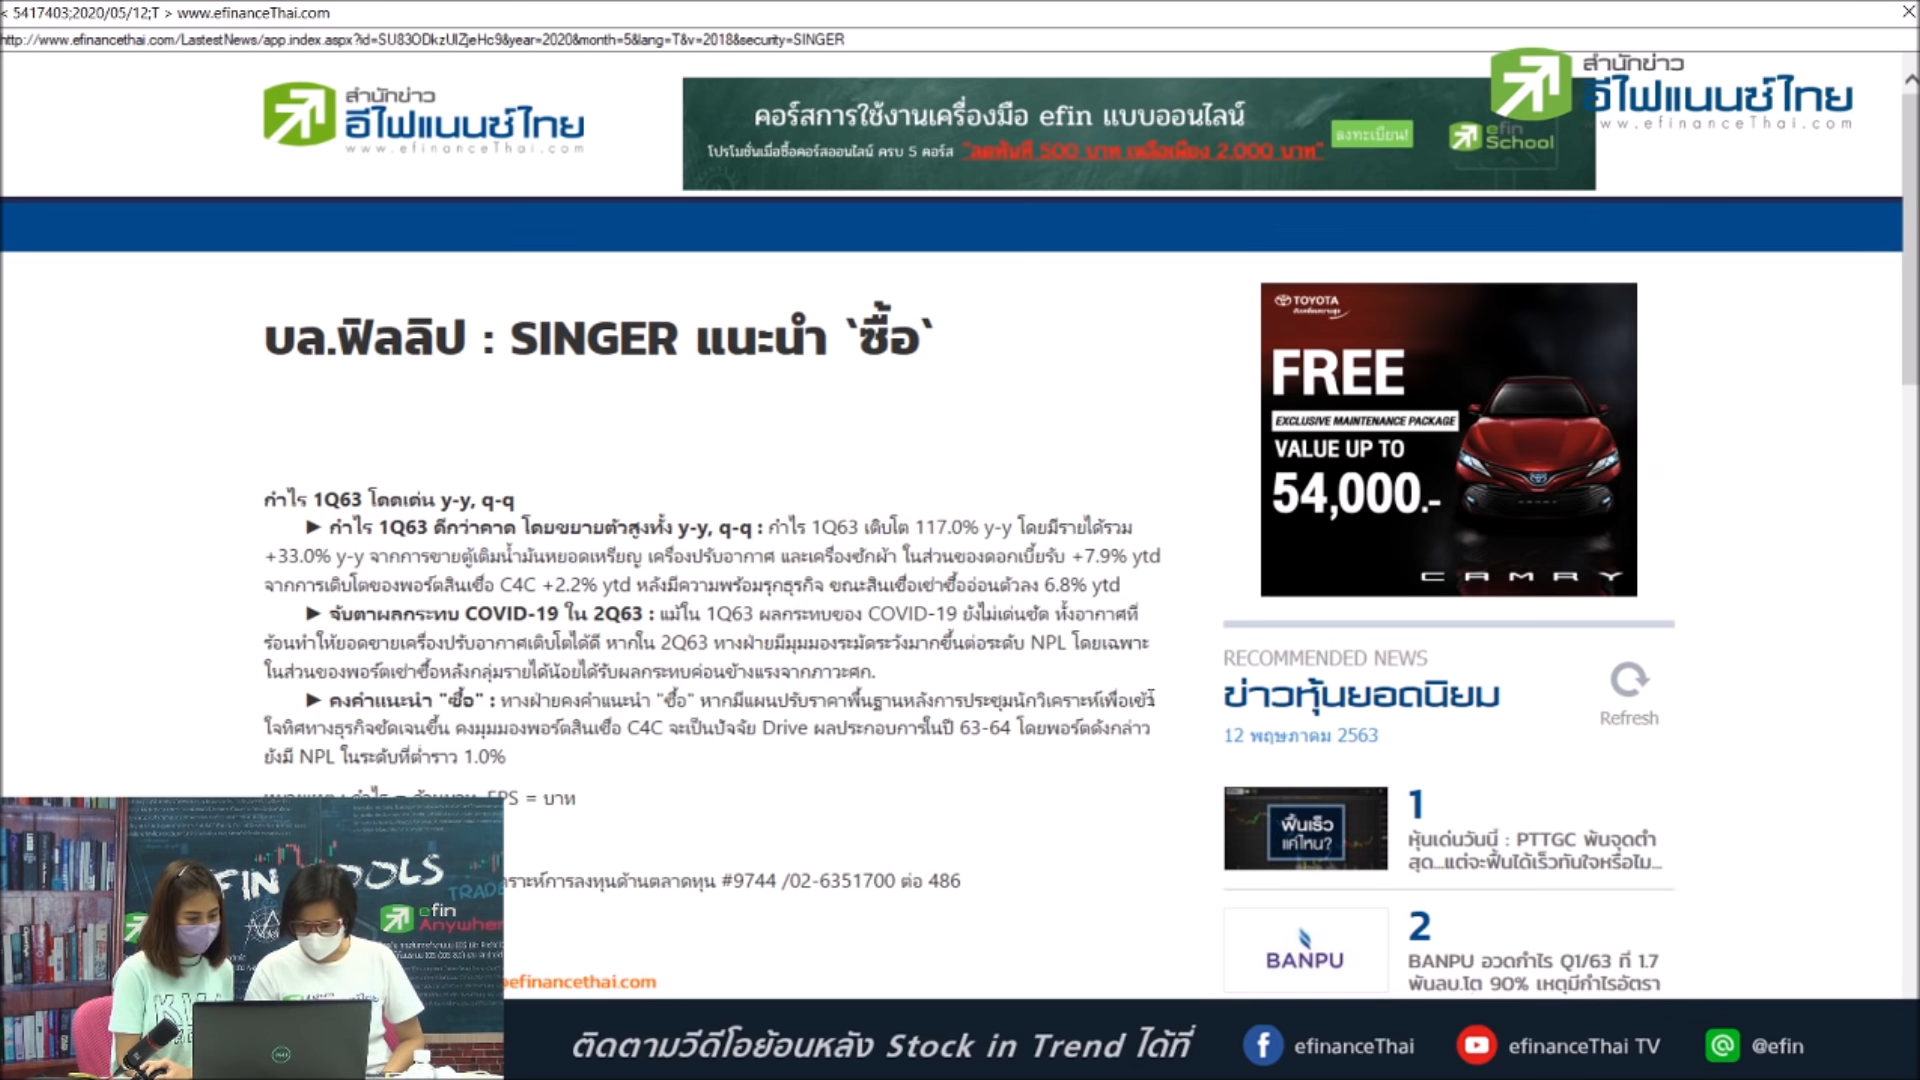 < 5417403;2020/05/12;T > www.efinanceThai.com
http://www.efinancethai.com/LastestNews/app.index.aspx?id=SU83ODkzUlZjeHc9&year=2020&month=5&lang=T&v=2018&security=SINGER
สำนักข่าว
อีไฟแนนซ์ไทย
www.efinanceThai.com
คอร์สการใช้งานเครื่องมือ efin แบบออนไลน์
โปรโมชั่นเมื่อซื้อคอร์สออนไลน์ ครบ 5 คอร์ส "ลดทันที 500 บาท เหลือเพียง 2,000 บาท"
ลงทะเบียน!
efin School
สำนักข่าว
อีไฟแนนซ์ไทย
www.efinanceThai.com
บล.ฟิลลิป : SINGER แนะนำ `ซื้อ`
กำไร 1Q63 โดดเด่น y-y, q-q
► กำไร 1Q63 ดีกว่าคาด โดยขยายตัวสูงทั้ง y-y, q-q : กำไร 1Q63 เติบโต 117.0% y-y โดยมีรายได้รวม
+33.0% y-y จากการขายตู้เติมน้ำมันหยอดเหรียญ เครื่องปรับอากาศ และเครื่องซักผ้า ในส่วนของดอกเบี้ยรับ +7.9% ytd
จากการเติบโตของพอร์ตสินเชื่อ C4C +2.2% ytd หลังมีความพร้อมรุกธุรกิจ ขณะสินเชื่อเช่าซื้ออ่อนตัวลง 6.8% ytd
► จับตาผลกระทบ COVID-19 ใน 2Q63 : แม้ใน 1Q63 ผลกระทบของ COVID-19 ยังไม่เด่นชัด ทั้งอากาศที่
ร้อนทำให้ยอดขายเครื่องปรับอากาศเติบโตได้ดี หากใน 2Q63 ทางฝ่ายมีมุมมองระมัดระวังมากขึ้นต่อระดับ NPL โดยเฉพาะ
ในส่วนของพอร์ตเช่าซื้อหลังกลุ่มรายได้น้อยได้รับผลกระทบค่อนข้างแรงจากภาวะศก.
► คงคำแนะนำ "ซื้อ" : ทางฝ่ายคงคำแนะนำ "ซื้อ" หากมีแผนปรับราคาพื้นฐานหลังการประชุมนักวิเคราะห์เพื่อเข้า
ใจทิศทางธุรกิจชัดเจนขึ้น คงมุมมองพอร์ตสินเชื่อ C4C จะเป็นปัจจัย Drive ผลประกอบการในปี 63-64 โดยพอร์ตดังกล่าว
ยังมี NPL ในระดับที่ต่ำราว 1.0%
EPS = บาท
ราะห์การลงทุนด้านตลาดทุน #9744 /02-6351700 ต่อ 486
efinancethai.com
TOYOTA
FREE
EXCLUSIVE MAINTENANCE PACKAGE
VALUE UP TO
54,000.-
CAMRY
RECOMMENDED NEWS
ข่าวหุ้นยอดนิยม
12 พฤษภาคม 2563
Refresh
ฟื้นเร็ว
แค่ไหน?
1
หุ้นเด่นวันนี้ : PTTGC พ้นจุดต่ำ
สุด...แต่จะฟื้นได้เร็วทันใจหรือไม...
BANPU
2
BANPU อวดกำไร Q1/63 ที่ 1.7
พันลบ.โต 90% เหตุมีกำไรอัตรา
efin
Anywhere
ติดตามวีดีโอย้อนหลัง Stock in Trend ได้ที่
efinanceThai
efinanceThai TV
@efin